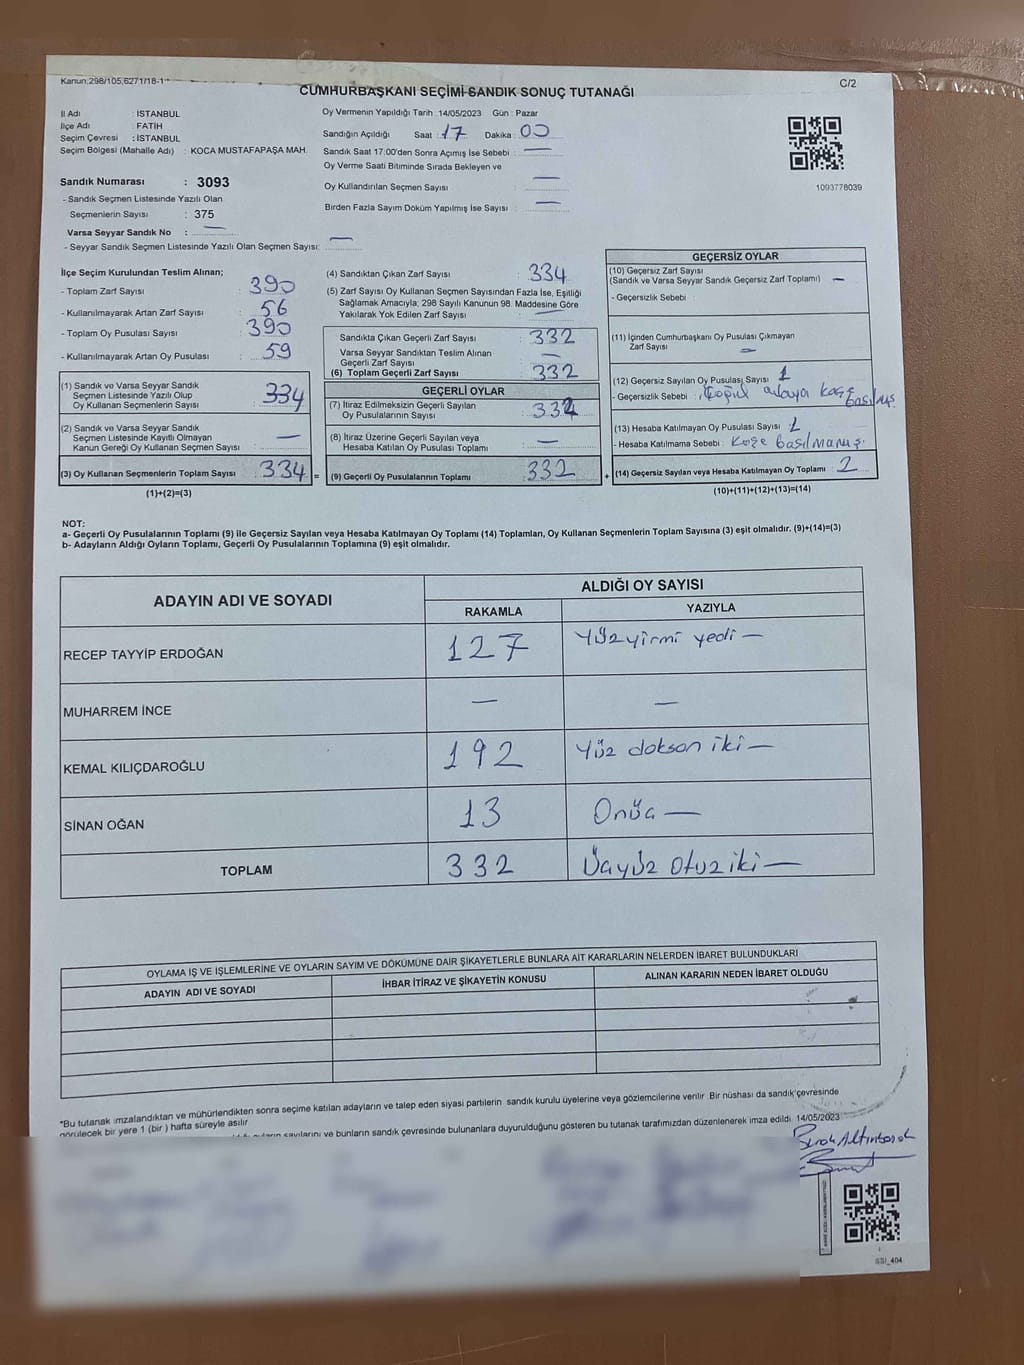 Kanun,298/105,6271/18-1
C/2
CUMHURBAŞKANI SEÇİMİ SANDIK SONUÇ TUTANAĞI
İl Adı : İSTANBUL
İlçe Adı : FATİH
Seçim Çevresi : İSTANBUL
Seçim Bölgesi (Mahalle Adı) : KOCA MUSTAFAPAŞA MAH.
Oy Vermenin Yapıldığı Tarih : 14/05/2023 Gün : Pazar
Sandığın Açıldığı Saat : 17 Dakika : 00
Sandık Saat 17:00'den Sonra Açılmış İse Sebebi : —
Oy Verme Saati Bitiminde Sırada Bekleyen ve
Oy Kullandırılan Seçmen Sayısı : —
Birden Fazla Sayım Döküm Yapılmış İse Sayısı : —
1093778039
Sandık Numarası : 3093
- Sandık Seçmen Listesinde Yazılı Olan
Seçmenlerin Sayısı : 375
Varsa Seyyar Sandık No : —
- Seyyar Sandık Seçmen Listesinde Yazılı Olan Seçmen Sayısı: —
İlçe Seçim Kurulundan Teslim Alınan;
- Toplam Zarf Sayısı : 390
- Kullanılmayarak Artan Zarf Sayısı : 56
- Toplam Oy Pusulası Sayısı : 390
- Kullanılmayarak Artan Oy Pusulası : 59
(1) Sandık ve Varsa Seyyar Sandık
Seçmen Listesinde Yazılı Olup
Oy Kullanan Seçmenlerin Sayısı : 334
(2) Sandık ve Varsa Seyyar Sandık
Seçmen Listesinde Kayıtlı Olmayan
Kanun Gereği Oy Kullanan Seçmen Sayısı : —
(3) Oy Kullanan Seçmenlerin Toplam Sayısı : 334 =
(1)+(2)=(3)
(4) Sandıktan Çıkan Zarf Sayısı : 334
(5) Zarf Sayısı Oy Kullanan Seçmen Sayısından Fazla İse, Eşitliği
Sağlamak Amacıyla; 298 Sayılı Kanunun 98. Maddesine Göre
Yakılarak Yok Edilen Zarf Sayısı : —
Sandıkta Çıkan Geçerli Zarf Sayısı : 332
Varsa Seyyar Sandıktan Teslim Alınan
Geçerli Zarf Sayısı : —
(6) Toplam Geçerli Zarf Sayısı : 332
GEÇERLİ OYLAR
(7) İtiraz Edilmeksizin Geçerli Sayılan
Oy Pusulalarının Sayısı : 332
(8) İtiraz Üzerine Geçerli Sayılan veya
Hesaba Katılan Oy Pusulası Toplamı : —
(9) Geçerli Oy Pusulalarının Toplamı : 332 +
GEÇERSİZ OYLAR
(10) Geçersiz Zarf Sayısı
(Sandık ve Varsa Seyyar Sandık Geçersiz Zarf Toplamı) —
- Geçersizlik Sebebi :
(11) İçinden Cumhurbaşkanı Oy Pusulası Çıkmayan
Zarf Sayısı : —
(12) Geçersiz Sayılan Oy Pusulası Sayısı : 1
- Geçersizlik Sebebi : Çoğul adaya kaşe basılmış
(13) Hesaba Katılmayan Oy Pusulası Sayısı : 1
- Hesaba Katılmama Sebebi : Kaşe basılmamış.
(14) Geçersiz Sayılan veya Hesaba Katılmayan Oy Toplamı : 2
(10)+(11)+(12)+(13)=(14)
NOT:
a- Geçerli Oy Pusulalarının Toplamı (9) ile Geçersiz Sayılan veya Hesaba Katılmayan Oy Toplamı (14) Toplamları, Oy Kullanan Seçmenlerin Toplam Sayısına (3) eşit olmalıdır. (9)+(14)=(3)
b- Adayların Aldığı Oyların Toplamı, Geçerli Oy Pusulalarının Toplamına (9) eşit olmalıdır.
ADAYIN ADI VE SOYADI
ALDIĞI OY SAYISI
RAKAMLA YAZIYLA
RECEP TAYYİP ERDOĞAN 127 Yüzyirmi yedi —
MUHARREM İNCE — —
KEMAL KILIÇDAROĞLU 192 Yüz doksan iki —
SİNAN OĞAN 13 Onüç —
TOPLAM 332 Üçyüz otuz iki —
OYLAMA İŞ VE İŞLEMLERİNE VE OYLARIN SAYIM VE DÖKÜMÜNE DAİR ŞİKAYETLERLE BUNLARA AİT KARARLARIN NELERDEN İBARET BULUNDUKLARI
ADAYIN ADI VE SOYADI İHBAR İTİRAZ VE ŞİKAYETİN KONUSU ALINAN KARARIN NEDEN İBARET OLDUĞU
*Bu tutanak imzalandıktan ve mühürlendikten sonra seçime katılan adayların ve talep eden siyasi partilerin sandık kurulu üyelerine veya gözlemcilerine verilir Bir nüshası da sandık çevresinde
görülecek bir yere 1 (bir ) hafta süreyle asılır
sayılarını ve bunların sandık çevresinde bulunanlara duyurulduğunu gösteren bu tutanak tarafımızdan düzenlenerek imza edildi 14/05/2023
SSİ_404